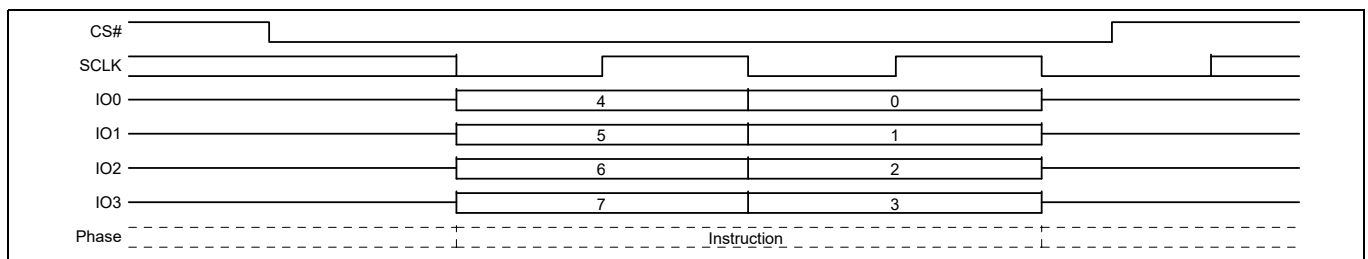 CS#
SCLK
IO0 4 0
IO1 5 1
IO2 6 2
IO3 7 3
Phase Instruction